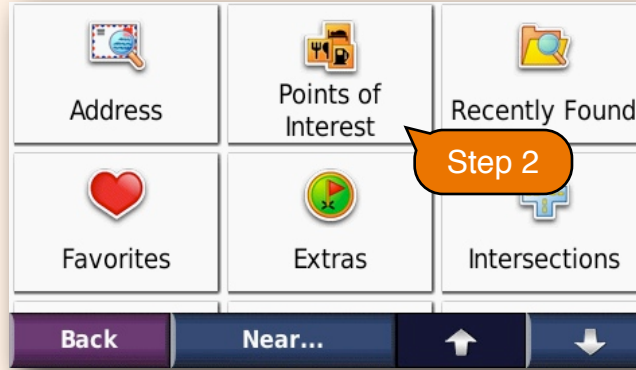 Address
Points of
Interest
Recently Found
Step 2
Favorites
Extras
Intersections
Back
Near...